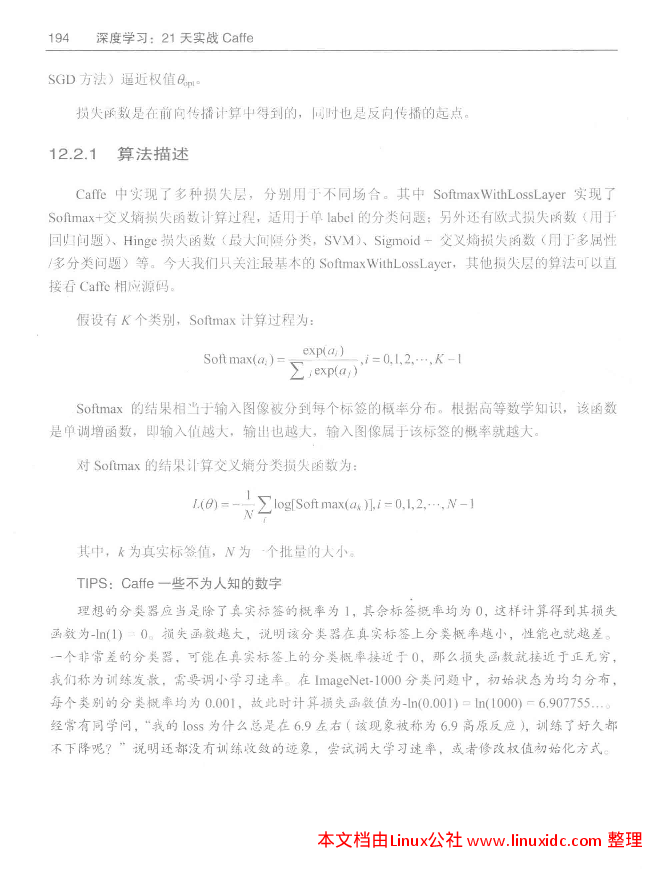 194 深度学习：21 天实战 Caffe
SGD 方法）逼近权值θopt。
损失函数是在前向传播计算中得到的，同时也是反向传播的起点。
12.2.1 算法描述
Caffe 中实现了多种损失层，分别用于不同场合。其中 SoftmaxWithLossLayer 实现了
Softmax+交叉熵损失函数计算过程，适用于单 label 的分类问题；另外还有欧式损失函数（用于
回归问题）、Hinge 损失函数（最大间隔分类，SVM）、Sigmoid + 交叉熵损失函数（用于多属性
/多分类问题）等。今天我们只关注最基本的 SoftmaxWithLossLayer，其他损失层的算法可以直
接看 Caffe 相应源码。
假设有 K 个类别，Softmax 计算过程为：
Soft max(a_i) = exp(a_i) / ∑_j exp(a_j) , i = 0,1,2,⋯,K −1
Softmax 的结果相当于输入图像被分到每个标签的概率分布。根据高等数学知识，该函数
是单调增函数，即输入值越大，输出也越大，输入图像属于该标签的概率就越大。
对 Softmax 的结果计算交叉熵分类损失函数为：
L(θ) = − 1/N ∑_i log[Soft max(a_k)], i = 0,1,2,⋯,N −1
其中，k 为真实标签值，N 为一个批量的大小。
TIPS：Caffe 一些不为人知的数字
理想的分类器应当是除了真实标签的概率为 1，其余标签概率均为 0，这样计算得到其损失
函数为-ln(1) = 0。损失函数越大，说明该分类器在真实标签上分类概率越小，性能也就越差。
一个非常差的分类器，可能在真实标签上的分类概率接近于 0，那么损失函数就接近于正无穷，
我们称为训练发散，需要调小学习速率。在 ImageNet-1000 分类问题中，初始状态为均匀分布，
每个类别的分类概率均为 0.001，故此时计算损失函数值为-ln(0.001) = ln(1000) = 6.907755…。
经常有同学问，“我的 loss 为什么总是在 6.9 左右（该现象被称为 6.9 高原反应），训练了好久都
不下降呢？”说明还都没有训练收敛的迹象，尝试调大学习速率，或者修改权值初始化方式。
本文档由Linux公社 www.linuxidc.com 整理